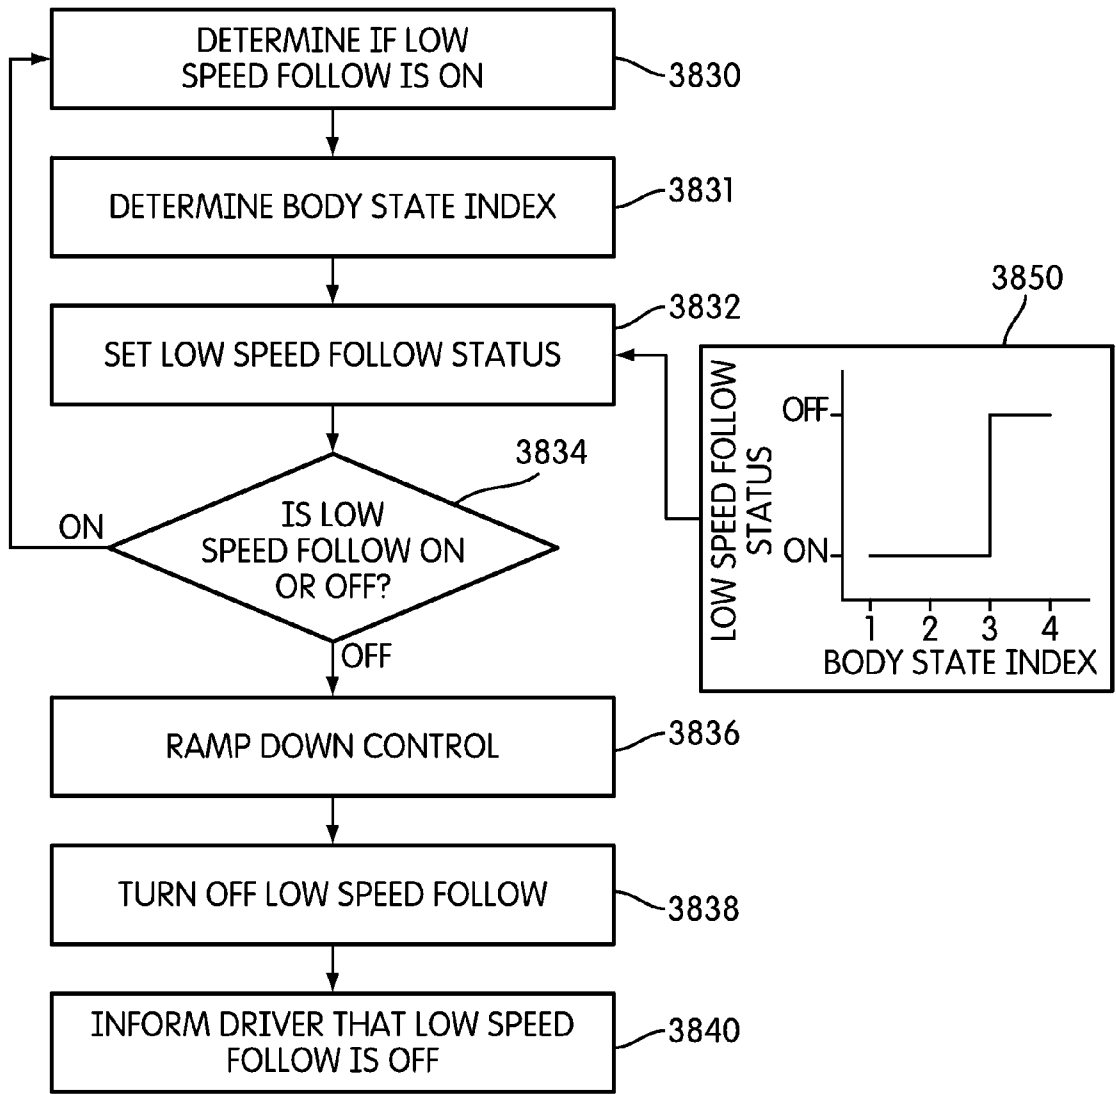 DETERMINE IF LOW
SPEED FOLLOW IS ON
3830
DETERMINE BODY STATE INDEX
3831
SET LOW SPEED FOLLOW STATUS
3832
IS LOW
SPEED FOLLOW ON
OR OFF?
3834
ON
OFF
RAMP DOWN CONTROL
3836
TURN OFF LOW SPEED FOLLOW
3838
INFORM DRIVER THAT LOW SPEED
FOLLOW IS OFF
3840
3850
LOW SPEED FOLLOW
STATUS
OFF
ON
1 2 3 4
BODY STATE INDEX